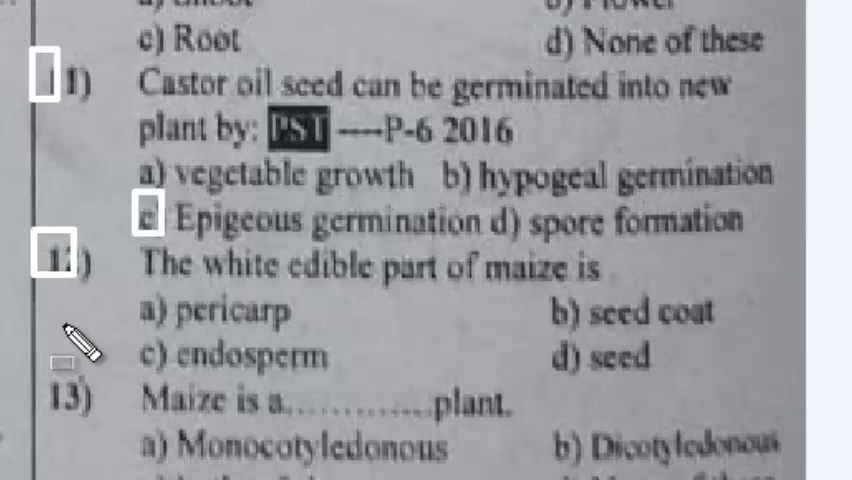 c) Root d) None of these
11) Castor oil seed can be germinated into new
plant by: PST ----P-6 2016
a) vegetable growth b) hypogeal germination
c) Epigeous germination d) spore formation
12) The white edible part of maize is
a) pericarp b) seed coat
c) endosperm d) seed
13) Maize is a.............plant.
a) Monocotyledonous b) Dicotyledonous